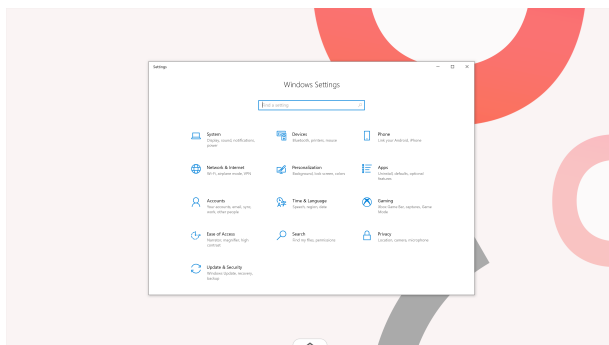 Settings
Windows Settings
Find a setting
System
Display, sound, notifications,
power
Devices
Bluetooth, printers, mouse
Phone
Link your Android, iPhone
Network & Internet
Wi-Fi, airplane mode, VPN
Personalization
Background, lock screen, colors
Apps
Uninstall, defaults, optional
features
Accounts
Your accounts, email, sync,
work, other people
Time & Language
Speech, region, date
Gaming
Xbox Game Bar, captures, Game
Mode
Ease of Access
Narrator, magnifier, high
contrast
Search
Find my files, permissions
Privacy
Location, camera, microphone
Update & Security
Windows Update, recovery,
backup